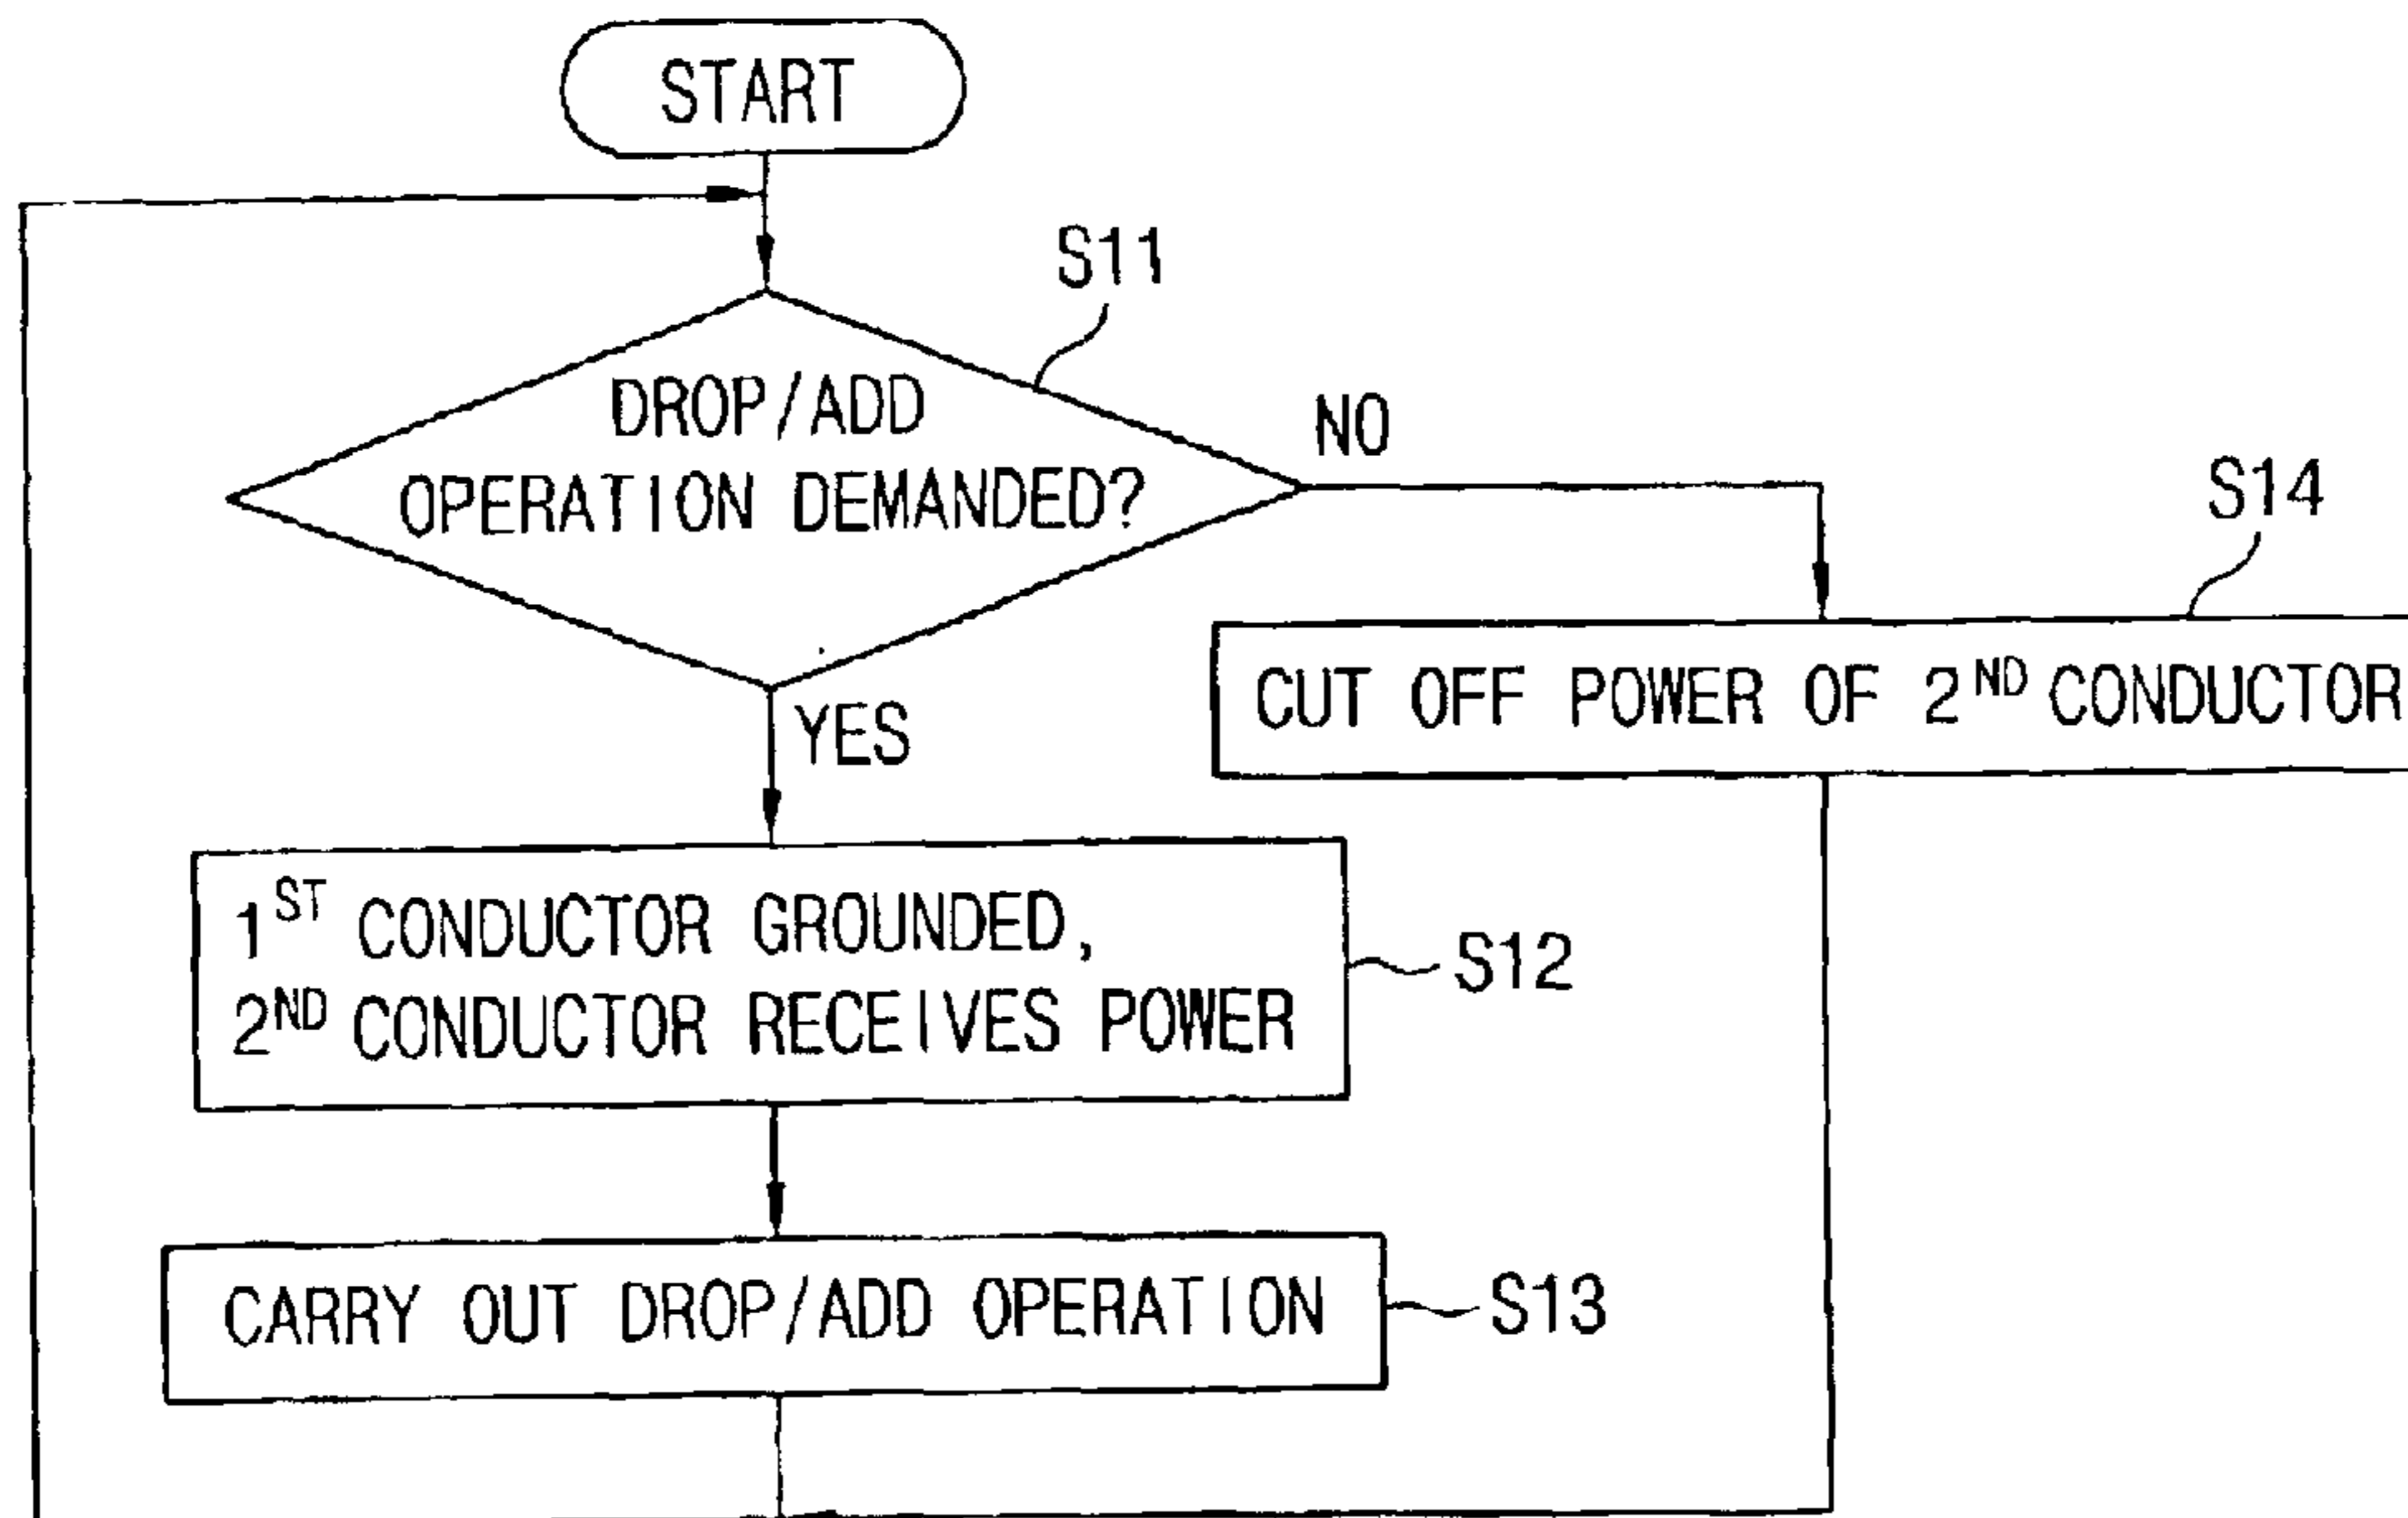 START
S11
DROP/ADD
OPERATION DEMANDED?
NO
S14
CUT OFF POWER OF 2ND CONDUCTOR
YES
1ST CONDUCTOR GROUNDED,
2ND CONDUCTOR RECEIVES POWER
S12
CARRY OUT DROP/ADD OPERATION
S13